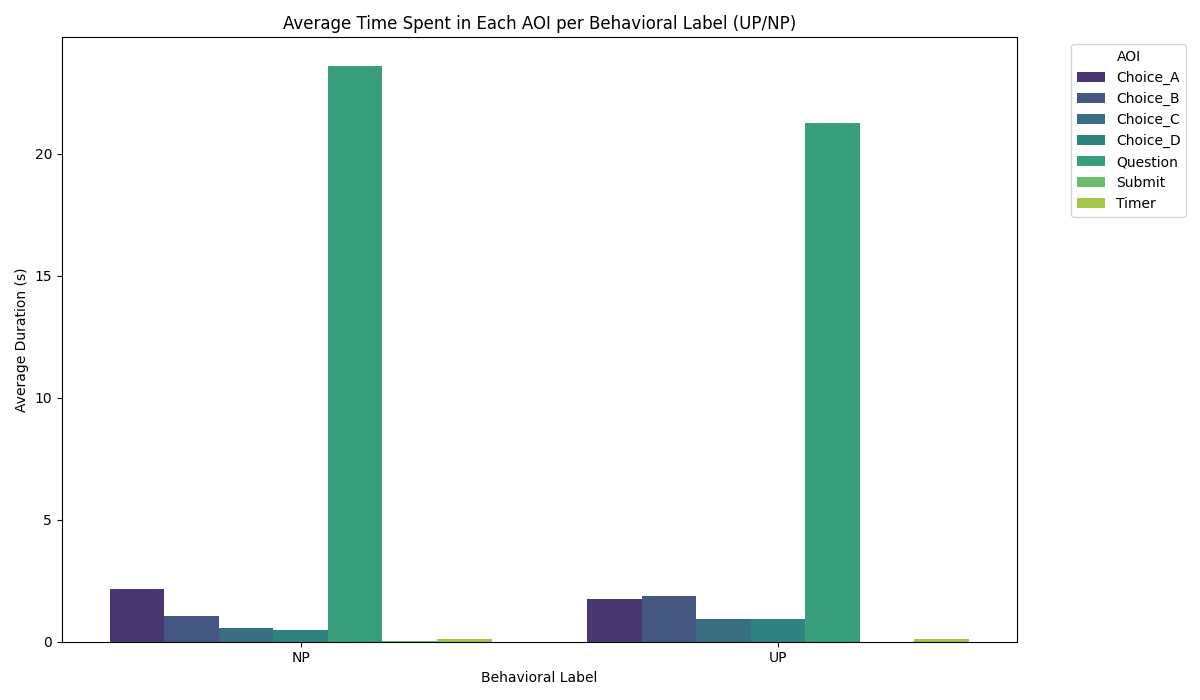 Average Time Spent in Each AOI per Behavioral Label (UP/NP)
AOI
Choice_A
Choice_B
Choice_C
Choice_D
Question
Submit
Timer
Average Duration (s)
20
15
10
5
0
NP
UP
Behavioral Label